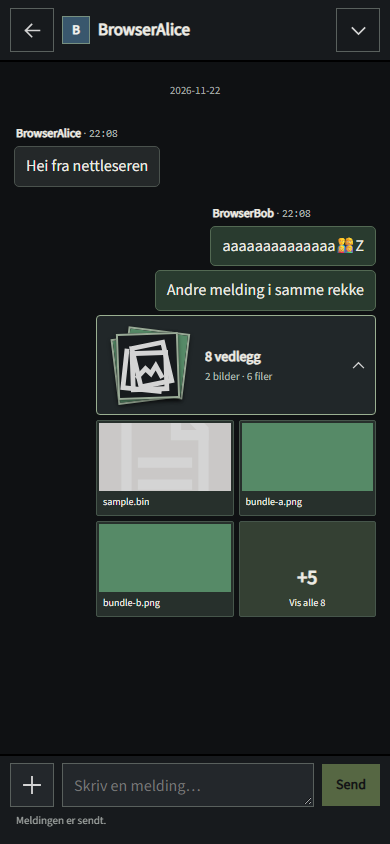 B BrowserAlice
2026-11-22
BrowserAlice · 22:08
Hei fra nettleseren
BrowserBob · 22:08
aaaaaaaaaaaaaa👫Z
Andre melding i samme rekke
8 vedlegg
2 bilder · 6 filer
sample.bin
bundle-a.png
bundle-b.png
+5
Vis alle 8
Skriv en melding…
Send
Meldingen er sendt.